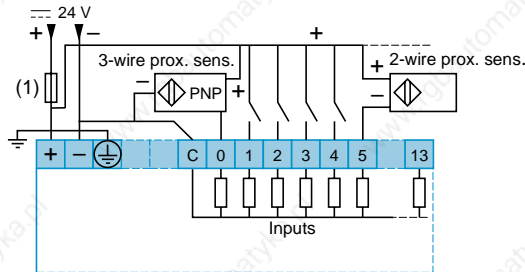 ⎓ 24 V
+ −
+
3-wire prox. sens.
2-wire prox. sens.
(1)
− PNP +
+
−
+ − C 0 1 2 3 4 5 13
Inputs